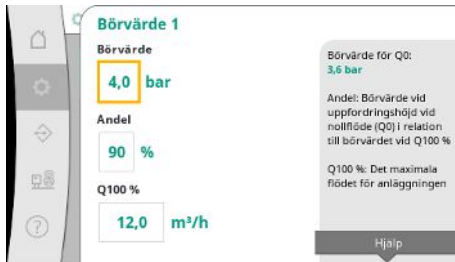 Börvärde 1
Börvärde
4,0 bar
Andel
90 %
Q100 %
12,0 m³/h
Börvärde för Q0:
3,6 bar
Andel: Börvärde vid
uppfordringshöjd vid
nollflöde (Q0) i relation
till börvärdet vid Q100 %
Q100 %: Det maximala
flödet för anläggningen
Hjälp